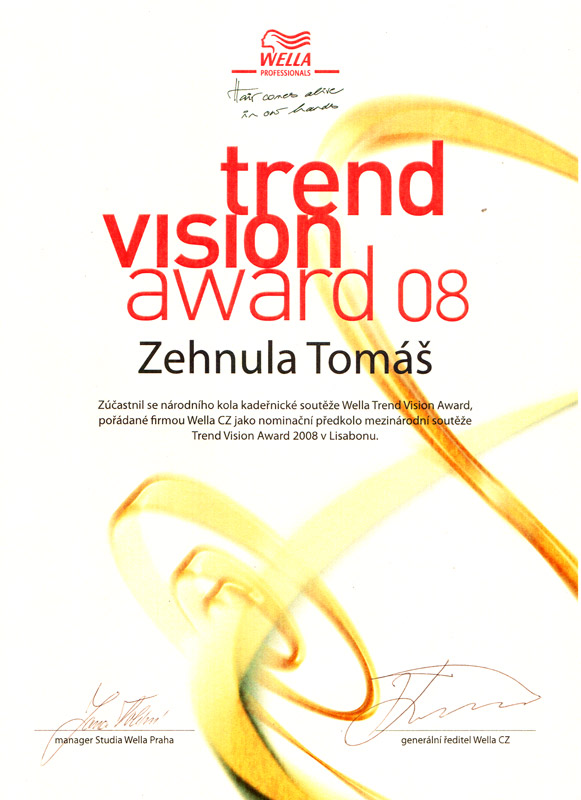 WELLA
PROFESSIONALS
Hair comes alive
in our hands
trend
vision
award 08
Zehnula Tomáš
Zúčastnil se národního kola kadeřnické soutěže Wella Trend Vision Award,
pořádané firmou Wella CZ jako nominační předkolo mezinárodní soutěže
Trend Vision Award 2008 v Lisabonu.
manager Studia Wella Praha
generální ředitel Wella CZ